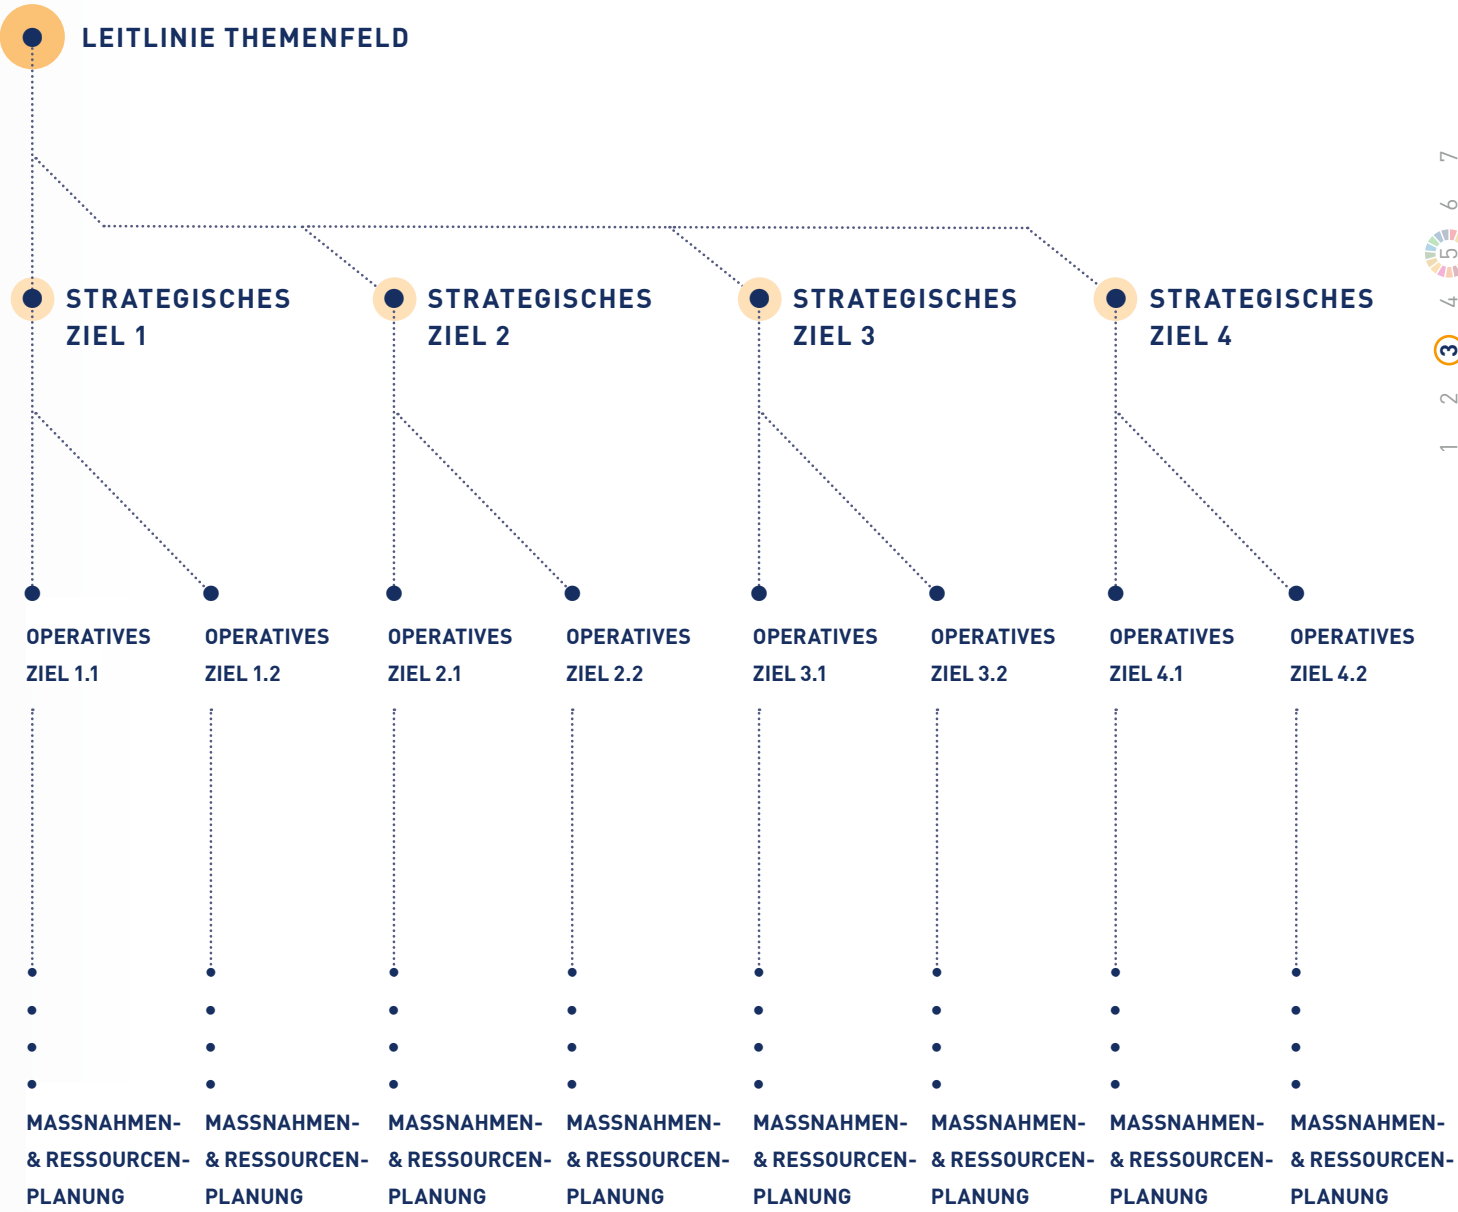 LEITLINIE THEMENFELD
STRATEGISCHES
ZIEL 1
STRATEGISCHES
ZIEL 2
STRATEGISCHES
ZIEL 3
STRATEGISCHES
ZIEL 4
OPERATIVES
ZIEL 1.1
OPERATIVES
ZIEL 1.2
OPERATIVES
ZIEL 2.1
OPERATIVES
ZIEL 2.2
OPERATIVES
ZIEL 3.1
OPERATIVES
ZIEL 3.2
OPERATIVES
ZIEL 4.1
OPERATIVES
ZIEL 4.2
MASSNAHMEN-
& RESSOURCEN-
PLANUNG
MASSNAHMEN-
& RESSOURCEN-
PLANUNG
MASSNAHMEN-
& RESSOURCEN-
PLANUNG
MASSNAHMEN-
& RESSOURCEN-
PLANUNG
MASSNAHMEN-
& RESSOURCEN-
PLANUNG
MASSNAHMEN-
& RESSOURCEN-
PLANUNG
MASSNAHMEN-
& RESSOURCEN-
PLANUNG
MASSNAHMEN-
& RESSOURCEN-
PLANUNG
1 2 3 4 5 6 7